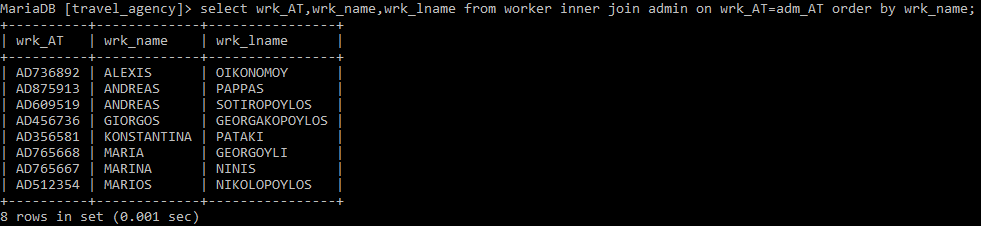 MariaDB [travel_agency]> select wrk_AT,wrk_name,wrk_lname from worker inner join admin on wrk_AT=adm_AT order by wrk_name;
+----------+-------------+----------------+
| wrk_AT   | wrk_name    | wrk_lname      |
+----------+-------------+----------------+
| AD736892 | ALEXIS      | OIKONOMOY      |
| AD875913 | ANDREAS     | PAPPAS         |
| AD609519 | ANDREAS     | SOTIROPOYLOS   |
| AD456736 | GIORGOS     | GEORGAKOPOYLOS |
| AD356581 | KONSTANTINA | PATAKI         |
| AD765668 | MARIA       | GEORGOYLI      |
| AD765667 | MARINA      | NINIS          |
| AD512354 | MARIOS      | NIKOLOPOYLOS   |
+----------+-------------+----------------+
8 rows in set (0.001 sec)